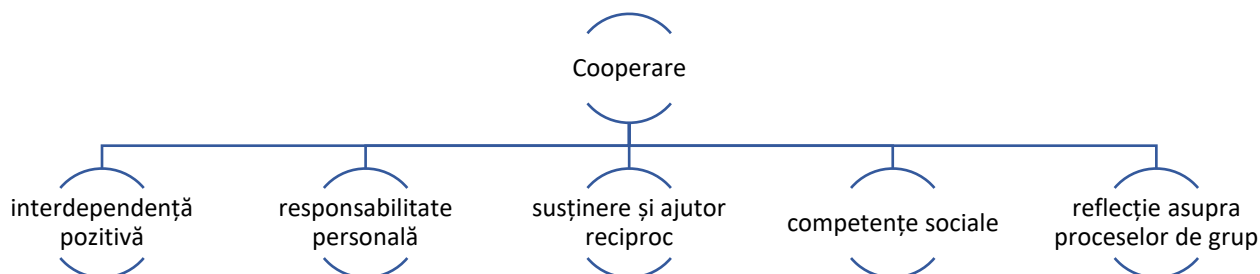 Cooperare
interdependență
pozitivă
responsabilitate
personală
susținere și ajutor
reciproc
competențe sociale
reflecție asupra
proceselor de grup